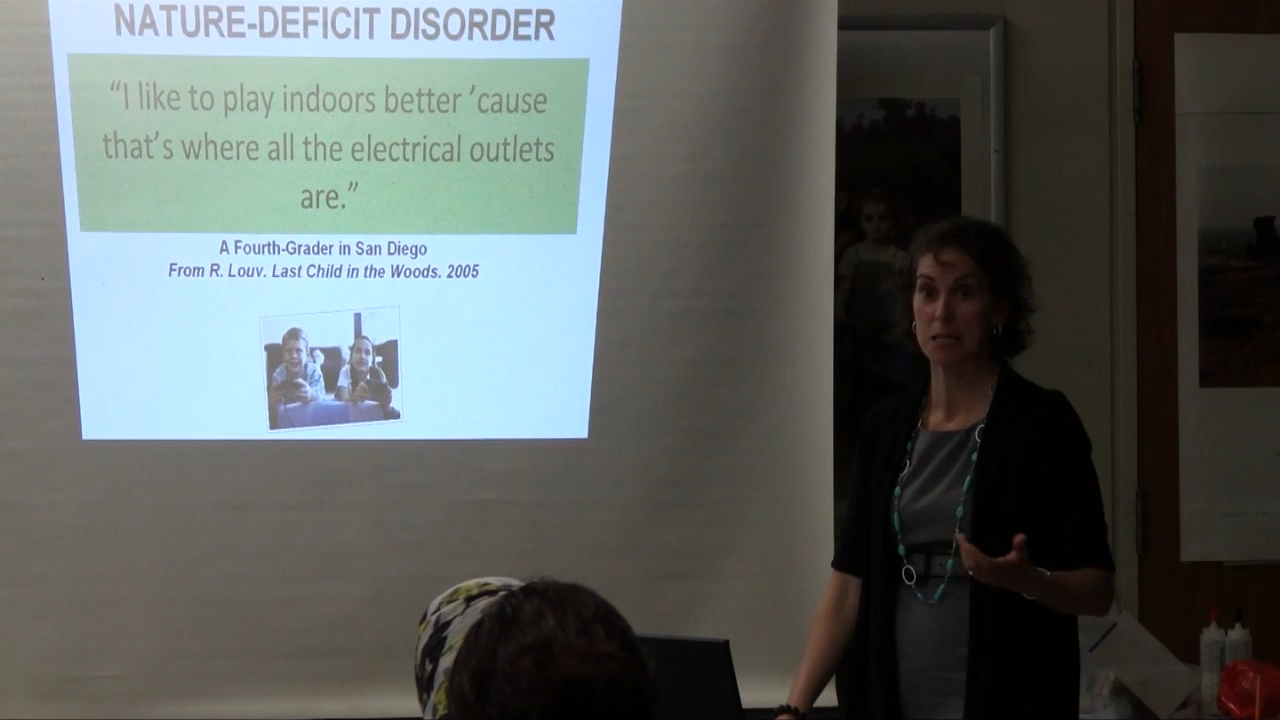 NATURE-DEFICIT DISORDER
“I like to play indoors better ’cause
that’s where all the electrical outlets
are.”
A Fourth-Grader in San Diego
From R. Louv. Last Child in the Woods. 2005